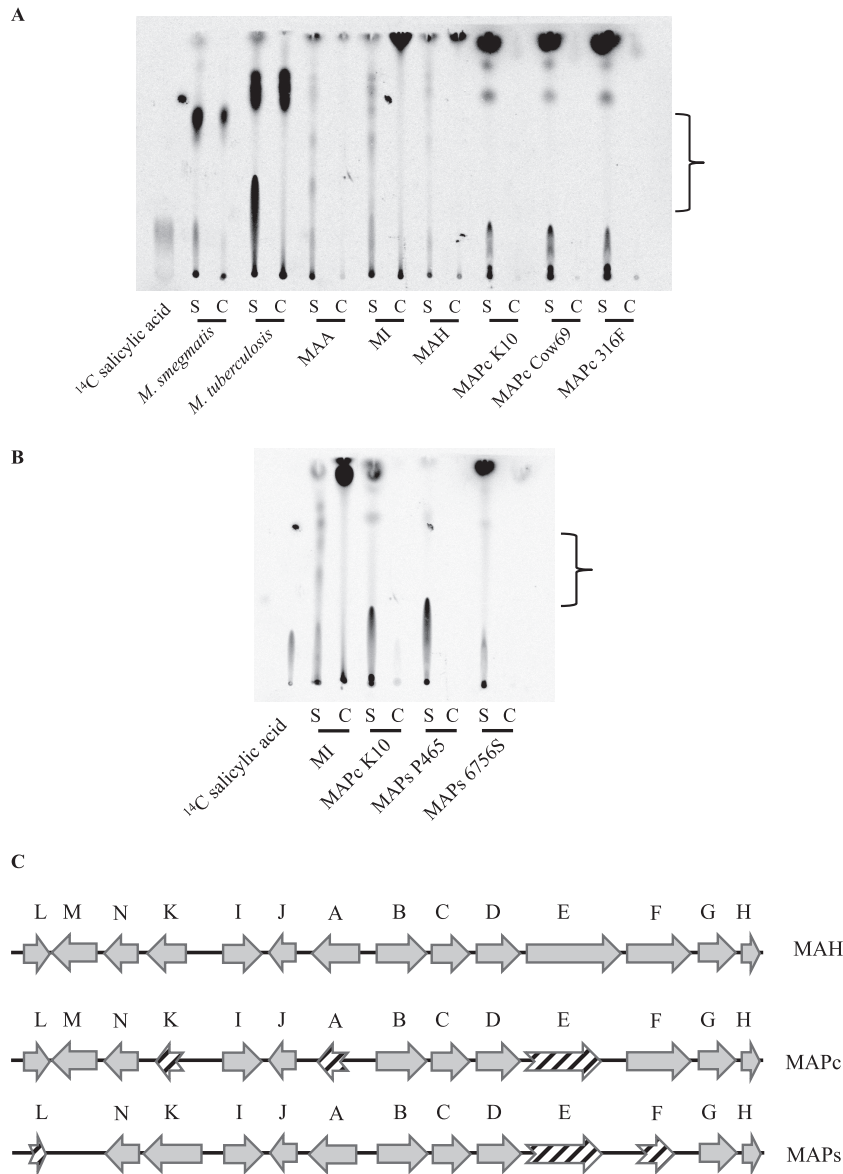 A
S C S C S C S C S C S C S C S C
¹⁴C salicylic acid
M. smegmatis
M. tuberculosis
MAA
MI
MAH
MAPc K10
MAPc Cow69
MAPc 316F
B
S C S C S C S C
¹⁴C salicylic acid
MI
MAPc K10
MAPs P465
MAPs 6756S
C
L M N K I J A B C D E F G H
MAH
L M N K I J A B C D E F G H
MAPc
L N K I J A B C D E F G H
MAPs